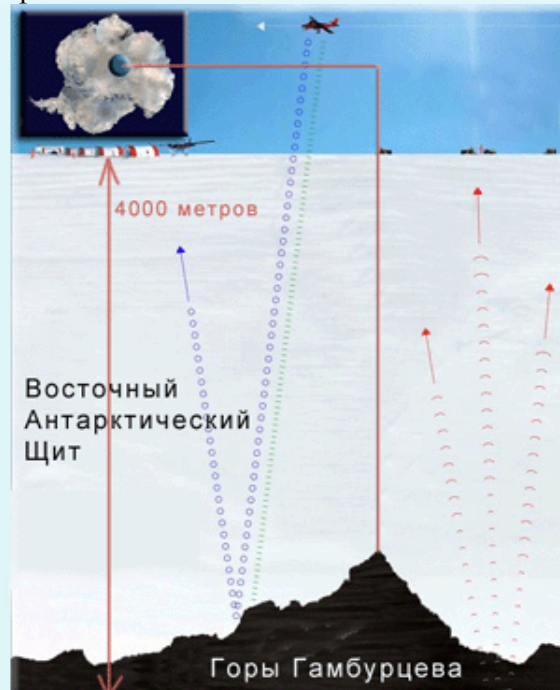 4000 метров
Восточный
Антарктический
Щит
Горы Гамбурцева